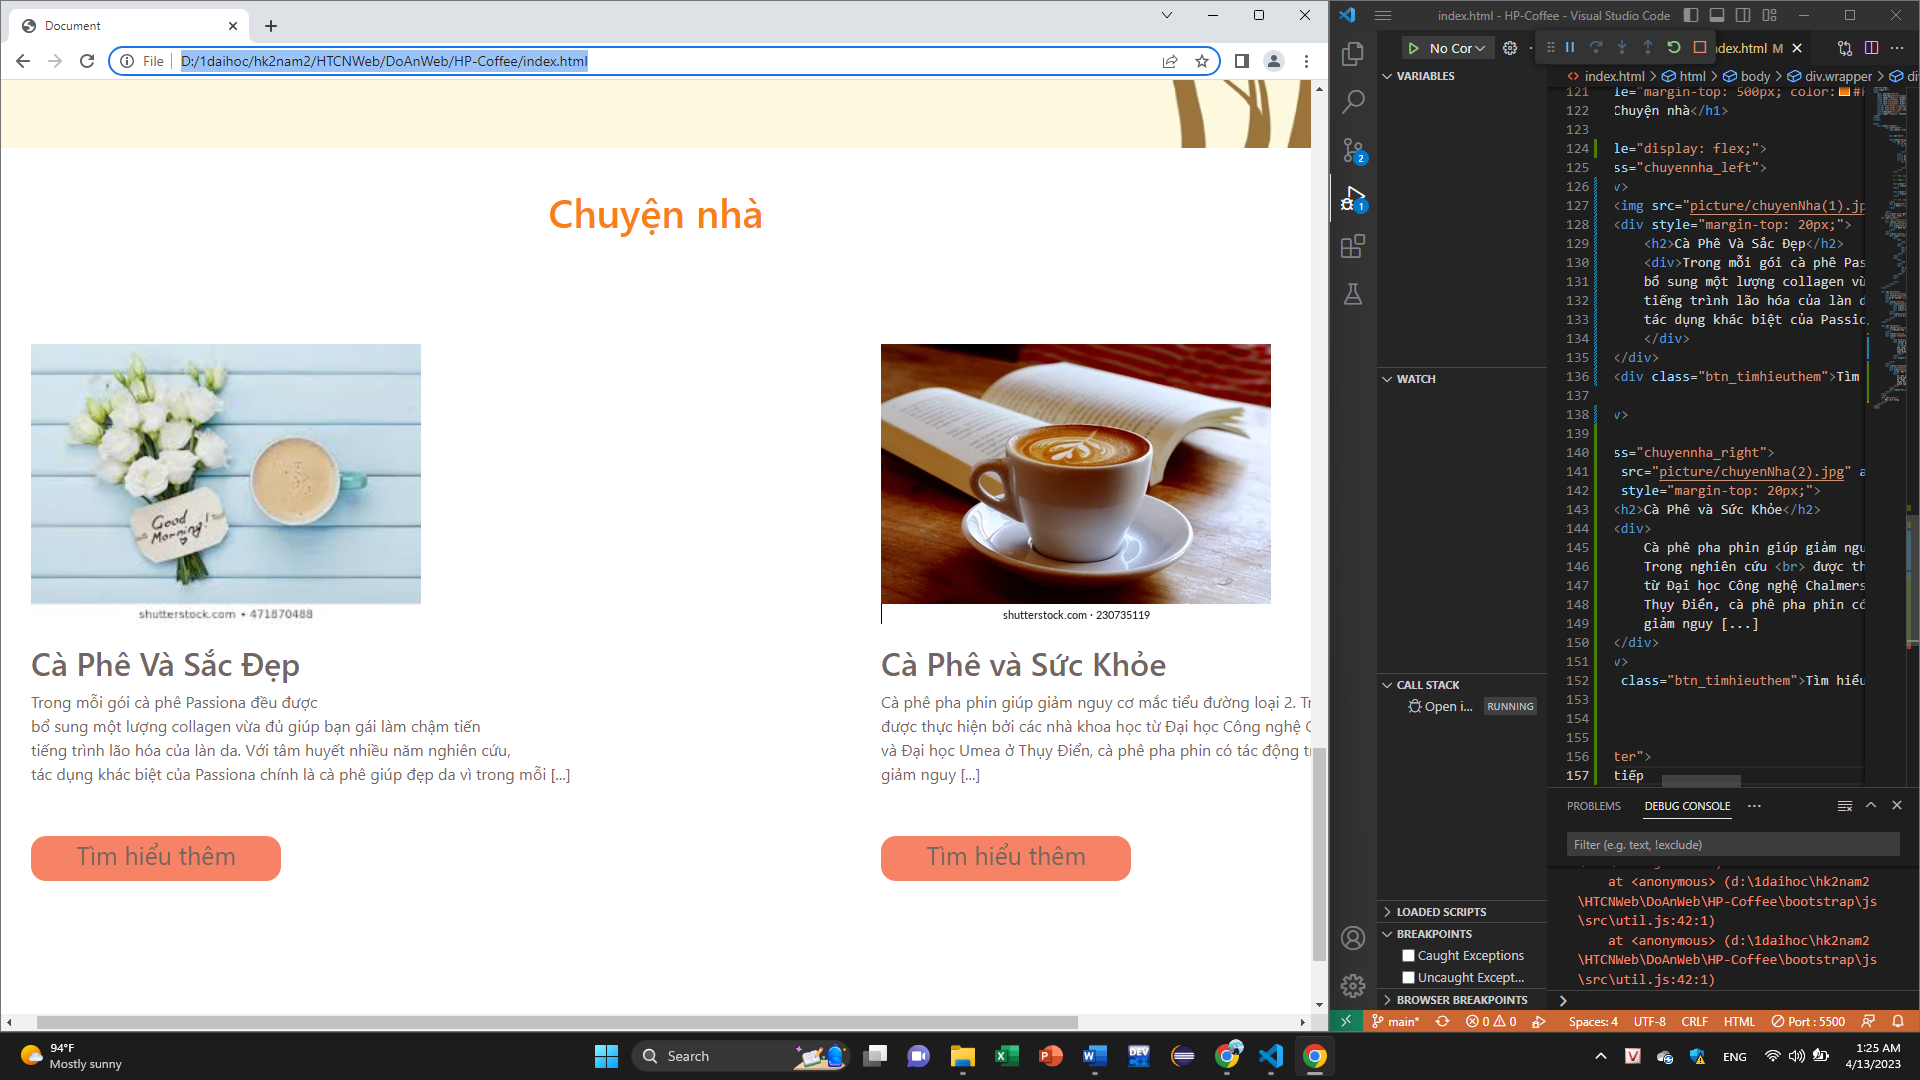 Document
File
D:/1daihoc/hk2nam2/HTCNWeb/DoAnWeb/HP-Coffee/index.html
Chuyện nhà
Good
Morning!
shutterstock.com • 471870488
shutterstock.com · 230735119
Cà Phê Và Sắc Đẹp
Trong mỗi gói cà phê Passiona đều được
bổ sung một lượng collagen vừa đủ giúp bạn gái làm chậm tiến
tiếng trình lão hóa của làn da. Với tâm huyết nhiều năm nghiên cứu,
tác dụng khác biệt của Passiona chính là cà phê giúp đẹp da vì trong mỗi [...]
Tìm hiểu thêm
Cà Phê và Sức Khỏe
Cà phê pha phin giúp giảm nguy cơ mắc tiểu đường loại 2. Tr
được thực hiện bởi các nhà khoa học từ Đại học Công nghệ C
và Đại học Umea ở Thụy Điển, cà phê pha phin có tác động tr
giảm nguy [...]
Tìm hiểu thêm
index.html - HP-Coffee - Visual Studio Code
No Cor
index.html M
VARIABLES
WATCH
CALL STACK
Open i... RUNNING
LOADED SCRIPTS
BREAKPOINTS
Caught Exceptions
Uncaught Except...
BROWSER BREAKPOINTS
2
1
index.html > html > body > div.wrapper > di
121 le="margin-top: 500px; color: #
122 Chuyện nhà</h1>
123
124 le="display: flex;">
125 ss="chuyennha_left">
126 v>
127 <img src="picture/chuyenNha(1).jp
128 <div style="margin-top: 20px;">
129 <h2>Cà Phê Và Sắc Đẹp</h2>
130 <div>Trong mỗi gói cà phê Pas
131 bổ sung một lượng collagen vừ
132 tiếng trình lão hóa của làn d
133 tác dụng khác biệt của Passio
134 </div>
135 </div>
136 <div class="btn_timhieuthem">Tìm
137
138 v>
139
140 ss="chuyennha_right">
141 src="picture/chuyenNha(2).jpg" a
142 style="margin-top: 20px;">
143 <h2>Cà Phê và Sức Khỏe</h2>
144 <div>
145 Cà phê pha phin giúp giảm ngu
146 Trong nghiên cứu <br> được th
147 từ Đại học Công nghệ Chalmers
148 Thụy Điển, cà phê pha phin có
149 giảm nguy [...]
150 </div>
151 v>
152 class="btn_timhieuthem">Tìm hiểu
153
154
155
156 ter">
157 tiếp
PROBLEMS DEBUG CONSOLE
Filter (e.g. text, !exclude)
at <anonymous> (d:\1daihoc\hk2nam2
\HTCNWeb\DoAnWeb\HP-Coffee\bootstrap\js
\src\util.js:42:1)
at <anonymous> (d:\1daihoc\hk2nam2
\HTCNWeb\DoAnWeb\HP-Coffee\bootstrap\js
\src\util.js:42:1)
main* 0 0 Spaces: 4 UTF-8 CRLF HTML Port : 5500
94°F
Mostly sunny
Search
DEV
ENG
1:25 AM
4/13/2023